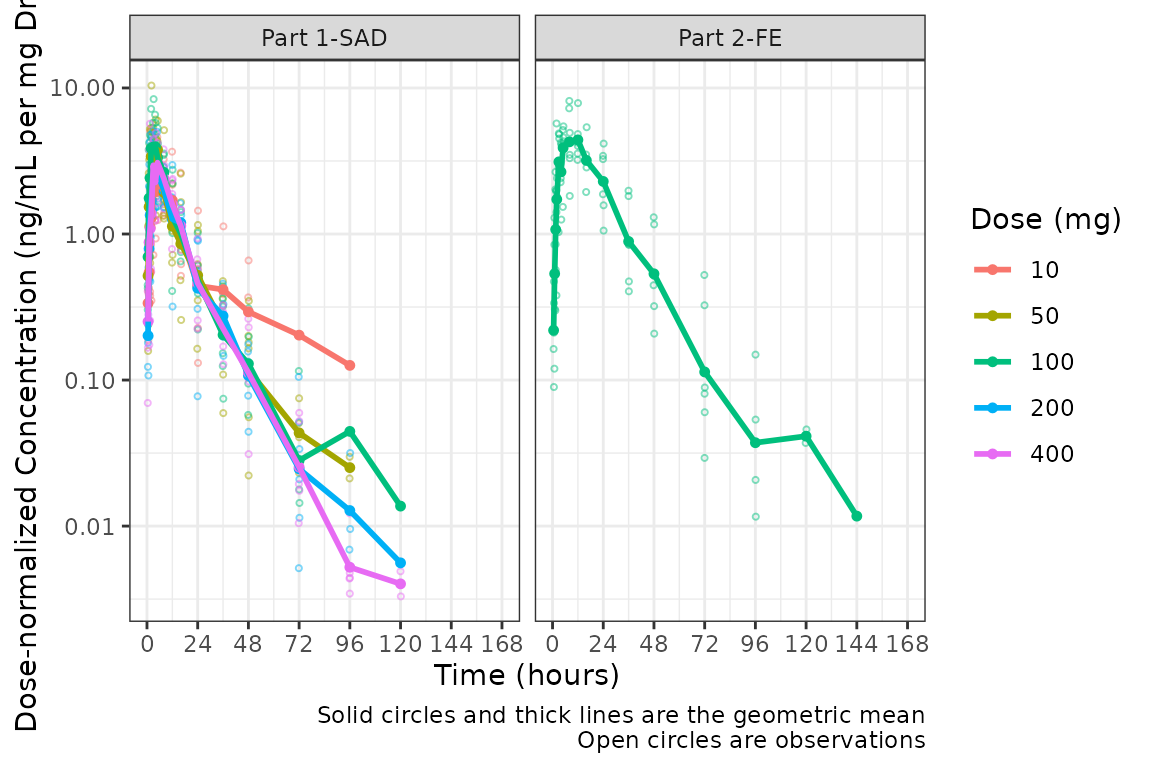 Part 1-SAD
Part 2-FE
Dose-normalized Concentration (ng/mL per mg
10.00
1.00
0.10
0.01
0 24 48 72 96 120 144 168
0 24 48 72 96 120 144 168
Time (hours)
Dose (mg)
10
50
100
200
400
Solid circles and thick lines are the geometric mean
Open circles are observations